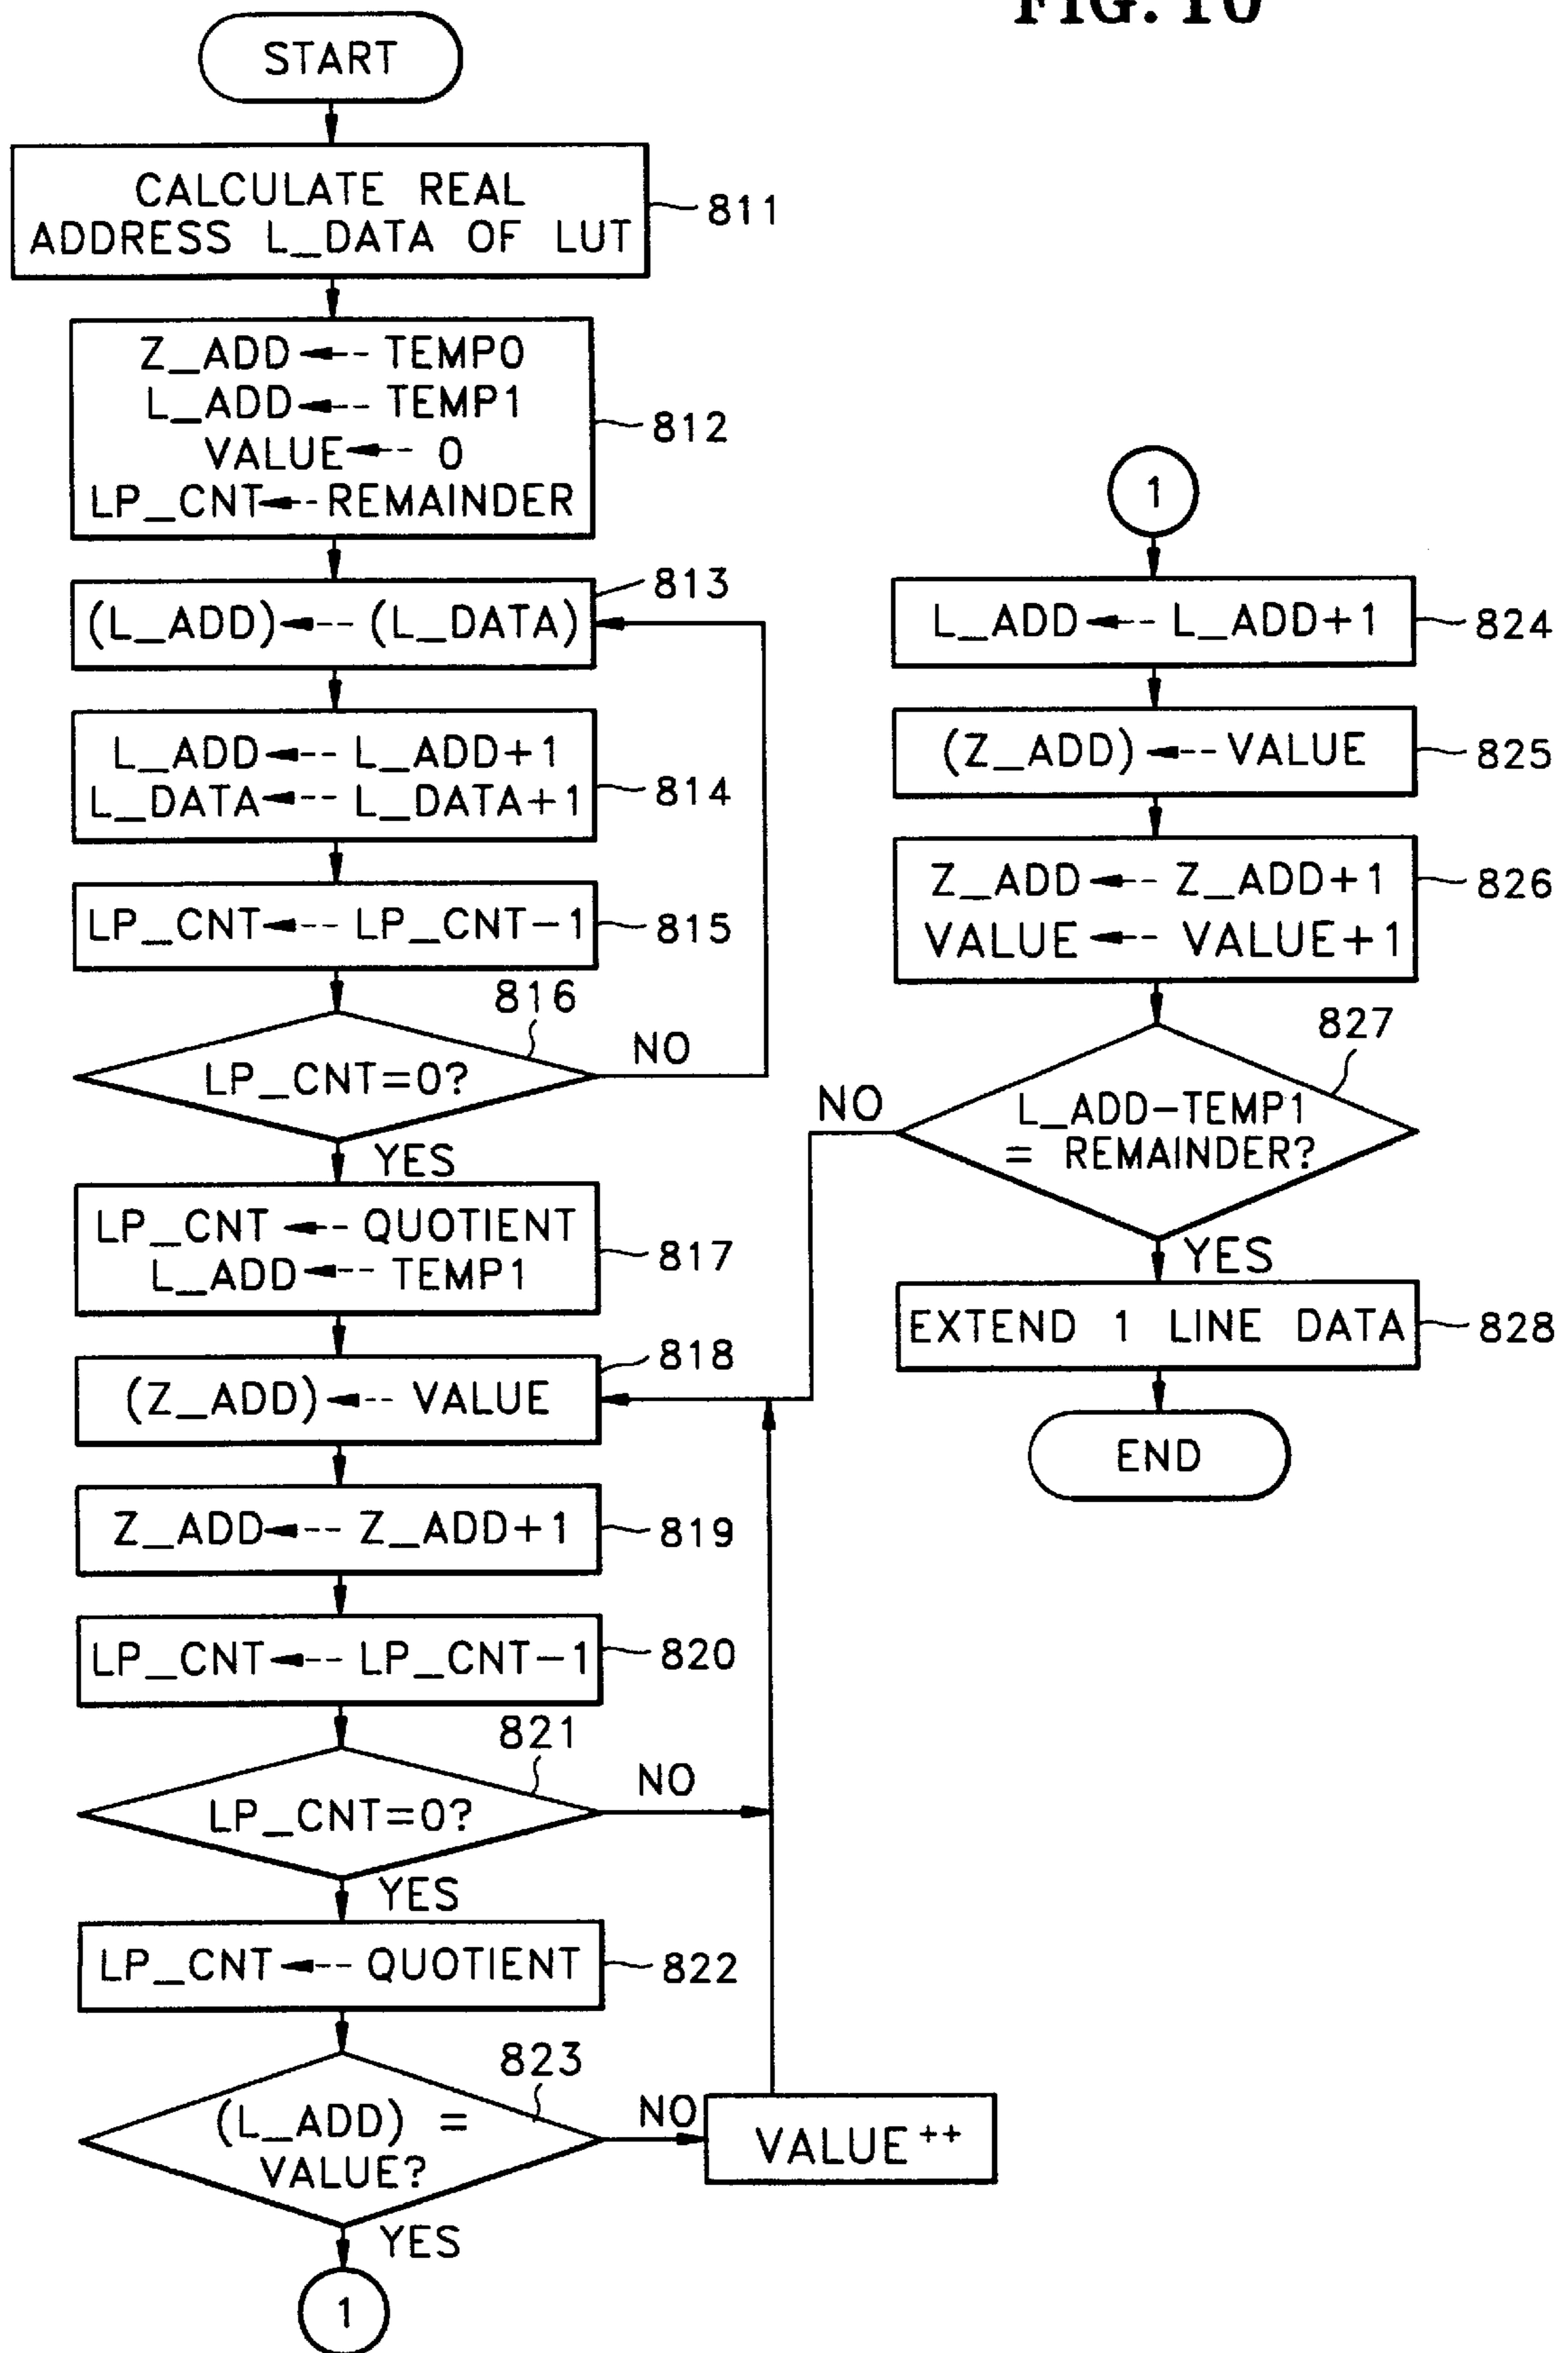 FIG. 10
START
CALCULATE REAL
ADDRESS L_DATA OF LUT
811
Z_ADD ←-- TEMP0
L_ADD ←-- TEMP1
VALUE ←-- 0
LP_CNT ←-- REMAINDER
812
813
(L_ADD) ←-- (L_DATA)
L_ADD ←-- L_ADD+1
L_DATA ←-- L_DATA+1
814
LP_CNT ←-- LP_CNT-1
815
816
LP_CNT=0?
NO
YES
LP_CNT ←-- QUOTIENT
L_ADD ←-- TEMP1
817
818
(Z_ADD) ←-- VALUE
Z_ADD ←-- Z_ADD+1
819
LP_CNT ←-- LP_CNT-1
820
821
LP_CNT=0?
NO
YES
LP_CNT ←-- QUOTIENT
822
823
(L_ADD) =
VALUE?
NO
VALUE++
YES
1
1
L_ADD ←-- L_ADD+1
824
(Z_ADD) ←-- VALUE
825
Z_ADD ←-- Z_ADD+1
VALUE ←-- VALUE+1
826
827
L_ADD-TEMP1
= REMAINDER?
NO
YES
EXTEND 1 LINE DATA
828
END